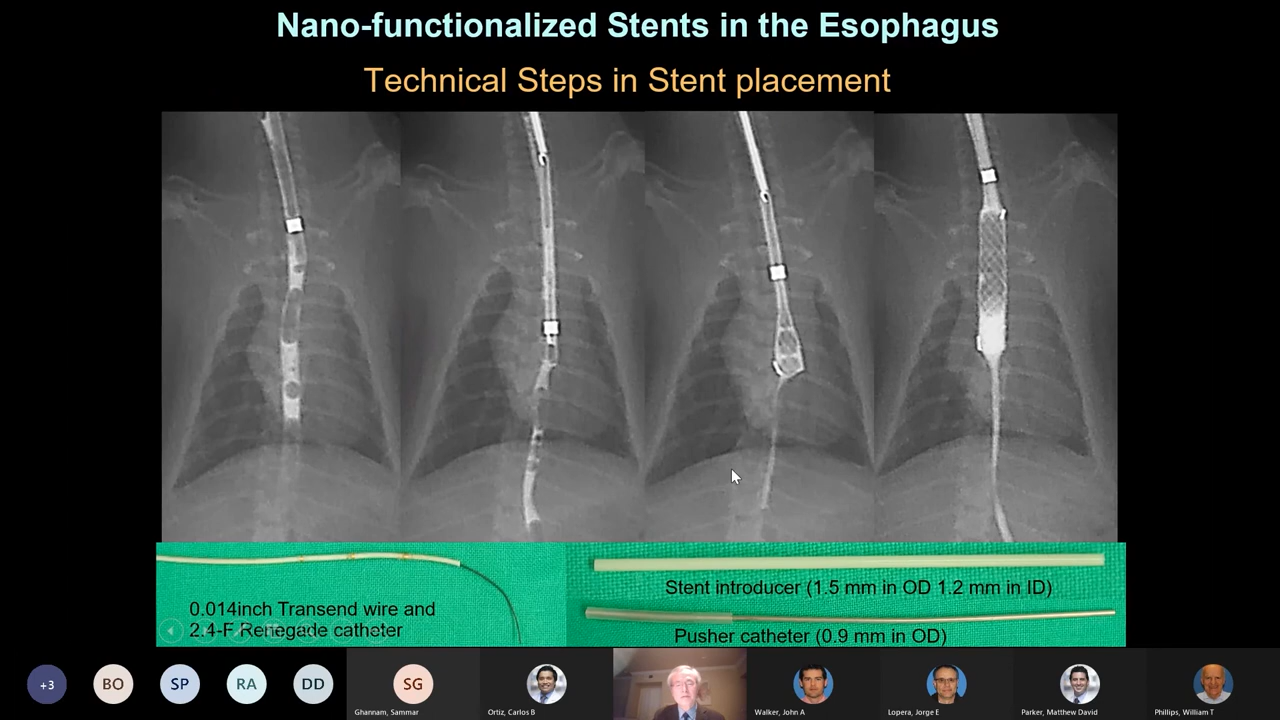 Nano-functionalized Stents in the Esophagus
Technical Steps in Stent placement
0.014inch Transend wire and
2.4-F Renegade catheter
Stent introducer (1.5 mm in OD 1.2 mm in ID)
Pusher catheter (0.9 mm in OD)
+3
BO
SP
RA
DD
SG
Ghannam, Sammar
Ortiz, Carlos B
Walker, John A
Lopera, Jorge E
Parker, Matthew David
Phillips, William T